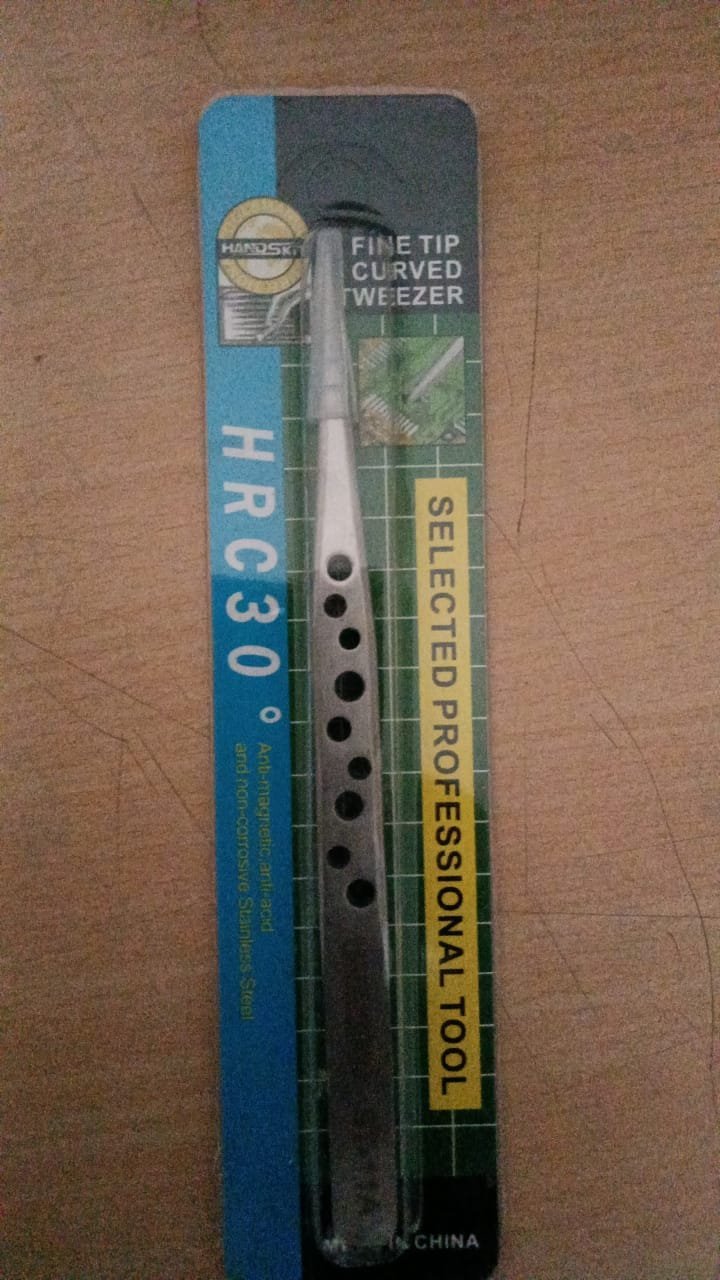 HANDSKIT
FINE TIP
CURVED
TWEEZER
HRC30°
Anti-magnetic,anti-acid
and non-corrosive Stainless Steel
SELECTED PROFESSIONAL TOOL
IN CHINA